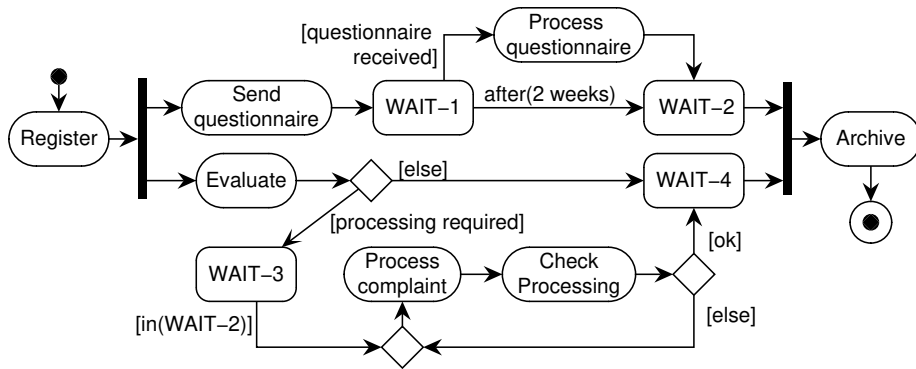 [questionnaire
received]
Process
questionnaire
Register
Send
questionnaire
WAIT−1
after(2 weeks)
WAIT−2
Archive
Evaluate
[else]
WAIT−4
[processing required]
WAIT−3
Process
complaint
Check
Processing
[ok]
[in(WAIT−2)]
[else]